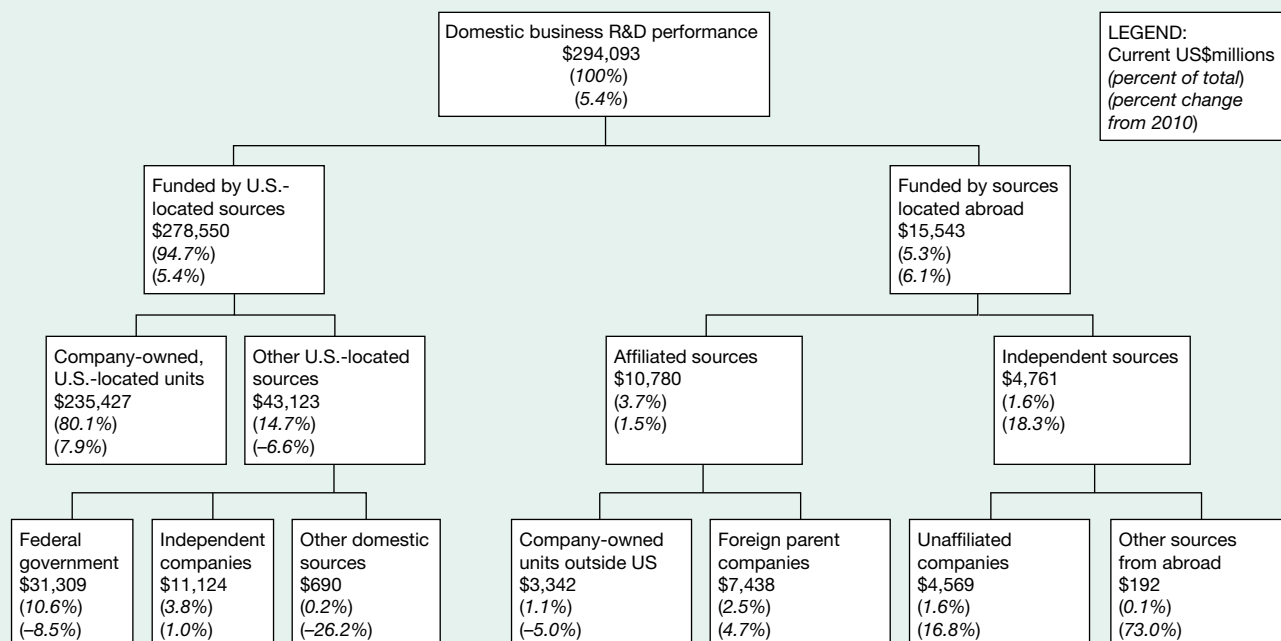 Domestic business R&D performance
$294,093
(100%)
(5.4%)
LEGEND:
Current US$millions
(percent of total)
(percent change
from 2010)
Funded by U.S.-
located sources
$278,550
(94.7%)
(5.4%)
Funded by sources
located abroad
$15,543
(5.3%)
(6.1%)
Company-owned,
U.S.-located units
$235,427
(80.1%)
(7.9%)
Other U.S.-located
sources
$43,123
(14.7%)
(–6.6%)
Affiliated sources
$10,780
(3.7%)
(1.5%)
Independent sources
$4,761
(1.6%)
(18.3%)
Federal
government
$31,309
(10.6%)
(–8.5%)
Independent
companies
$11,124
(3.8%)
(1.0%)
Other domestic
sources
$690
(0.2%)
(–26.2%)
Company-owned
units outside US
$3,342
(1.1%)
(–5.0%)
Foreign parent
companies
$7,438
(2.5%)
(4.7%)
Unaffiliated
companies
$4,569
(1.6%)
(16.8%)
Other sources
from abroad
$192
(0.1%)
(73.0%)